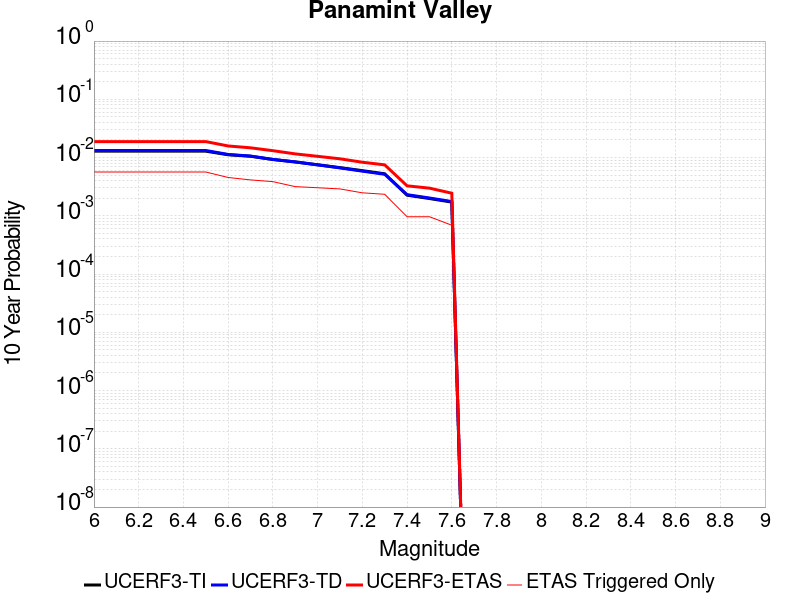 Panamint Valley
10^0
10^-1
10^-2
10^-3
10^-4
10^-5
10^-6
10^-7
10^-8
10 Year Probability
6 6.2 6.4 6.6 6.8 7 7.2 7.4 7.6 7.8 8 8.2 8.4 8.6 8.8 9
Magnitude
UCERF3-TI UCERF3-TD UCERF3-ETAS ETAS Triggered Only